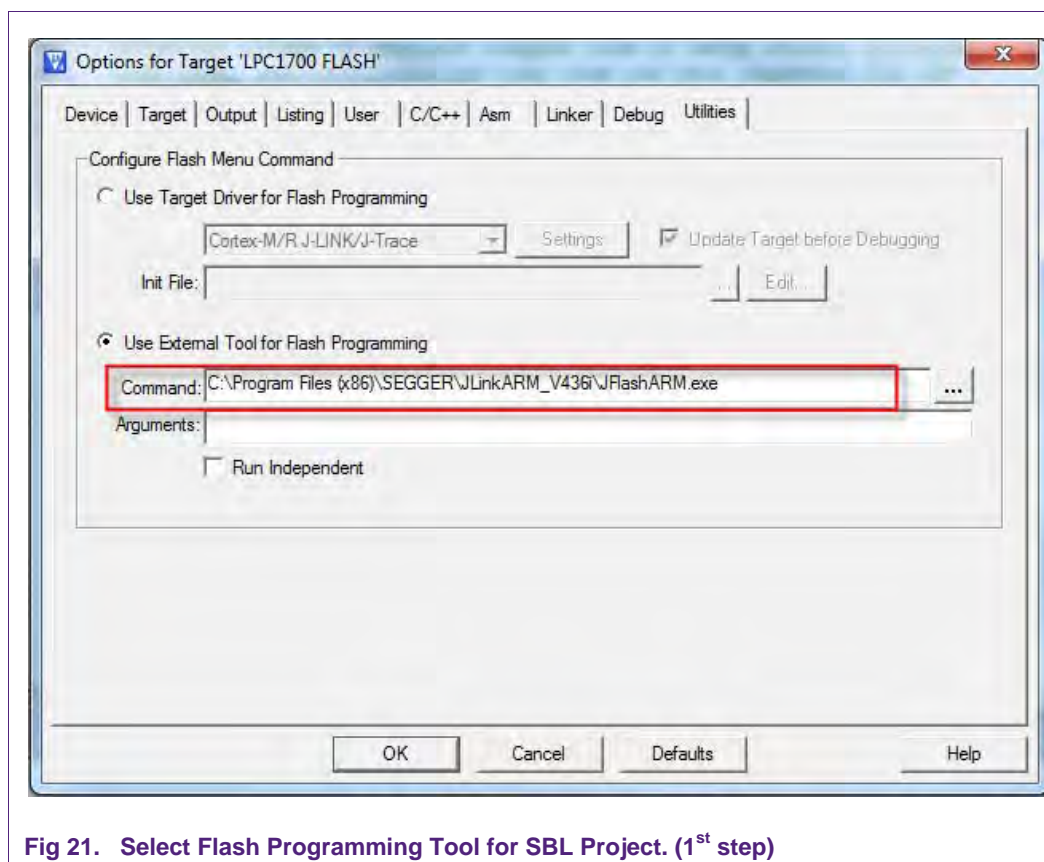 Options for Target 'LPC1700 FLASH'
Device | Target | Output | Listing | User | C/C++ | Asm | Linker | Debug Utilities
Configure Flash Menu Command
Use Target Driver for Flash Programming
Cortex-M/R J-LINK/J-Trace Settings Update Target before Debugging
Init File: ... Edit...
Use External Tool for Flash Programming
Command: C:\Program Files (x86)\SEGGER\JLinkARM_V436i\JFlashARM.exe ...
Arguments:
Run Independent
OK Cancel Defaults Help
Fig 21. Select Flash Programming Tool for SBL Project. (1st step)